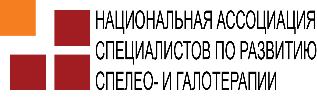 НАЦИОНАЛЬНАЯ АССОЦИАЦИЯ
СПЕЦИАЛИСТОВ ПО РАЗВИТИЮ
СПЕЛЕО- И ГАЛОТЕРАПИИ